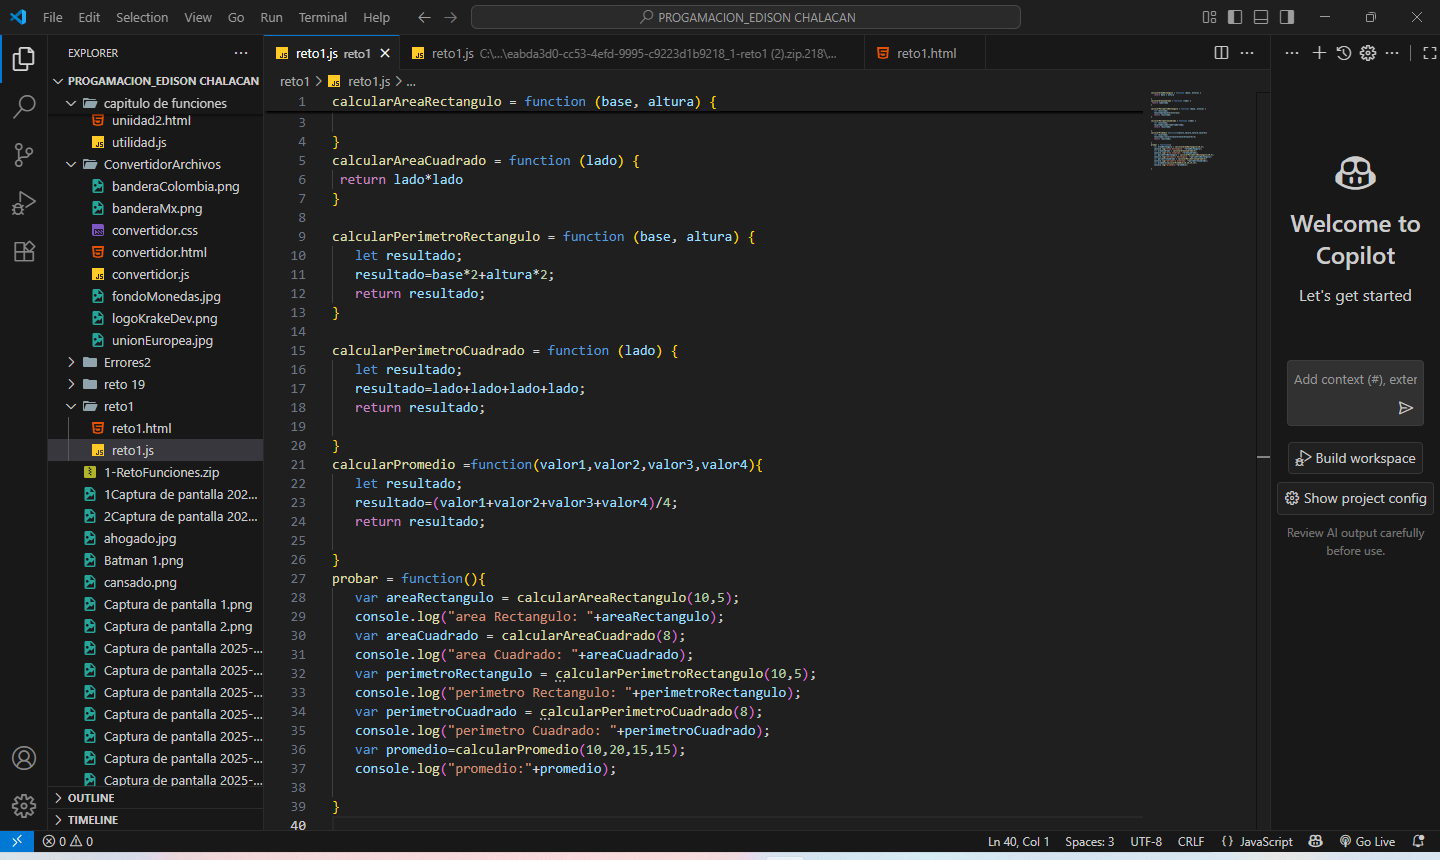 File Edit Selection View Go Run Terminal Help
PROGAMACION_EDISON CHALACAN
EXPLORER
PROGAMACION_EDISON CHALACAN
capitulo de funciones
uniidad2.html
utilidad.js
ConvertidorArchivos
banderaColombia.png
banderaMx.png
convertidor.css
convertidor.html
convertidor.js
fondoMonedas.jpg
logoKrakeDev.png
unionEuropea.jpg
Errores2
reto 19
reto1
reto1.html
reto1.js
1-RetoFunciones.zip
1Captura de pantalla 202...
2Captura de pantalla 202...
ahogado.jpg
Batman 1.png
cansado.png
Captura de pantalla 1.png
Captura de pantalla 2.png
Captura de pantalla 2025-...
Captura de pantalla 2025-...
Captura de pantalla 2025-...
Captura de pantalla 2025-...
Captura de pantalla 2025-...
Captura de pantalla 2025-...
Captura de pantalla 2025-...
OUTLINE
TIMELINE
reto1.js reto1
reto1.js C:\...\eabda3d0-cc53-4efd-9995-c9223d1b9218_1-reto1 (2).zip.218\...
reto1.html
reto1 > reto1.js > ...
1 calcularAreaRectangulo = function (base, altura) {
3
4 }
5 calcularAreaCuadrado = function (lado) {
6 return lado*lado
7 }
8
9 calcularPerimetroRectangulo = function (base, altura) {
10 let resultado;
11 resultado=base*2+altura*2;
12 return resultado;
13 }
14
15 calcularPerimetroCuadrado = function (lado) {
16 let resultado;
17 resultado=lado+lado+lado+lado;
18 return resultado;
19
20 }
21 calcularPromedio =function(valor1,valor2,valor3,valor4){
22 let resultado;
23 resultado=(valor1+valor2+valor3+valor4)/4;
24 return resultado;
25
26 }
27 probar = function(){
28 var areaRectangulo = calcularAreaRectangulo(10,5);
29 console.log("area Rectangulo: "+areaRectangulo);
30 var areaCuadrado = calcularAreaCuadrado(8);
31 console.log("area Cuadrado: "+areaCuadrado);
32 var perimetroRectangulo = calcularPerimetroRectangulo(10,5);
33 console.log("perimetro Rectangulo: "+perimetroRectangulo);
34 var perimetroCuadrado = calcularPerimetroCuadrado(8);
35 console.log("perimetro Cuadrado: "+perimetroCuadrado);
36 var promedio=calcularPromedio(10,20,15,15);
37 console.log("promedio:"+promedio);
38
39 }
40
Welcome to
Copilot
Let's get started
Add context (#), exter
Build workspace
Show project config
Review AI output carefully
before use.
0 0
Ln 40, Col 1 Spaces: 3 UTF-8 CRLF {} JavaScript Go Live